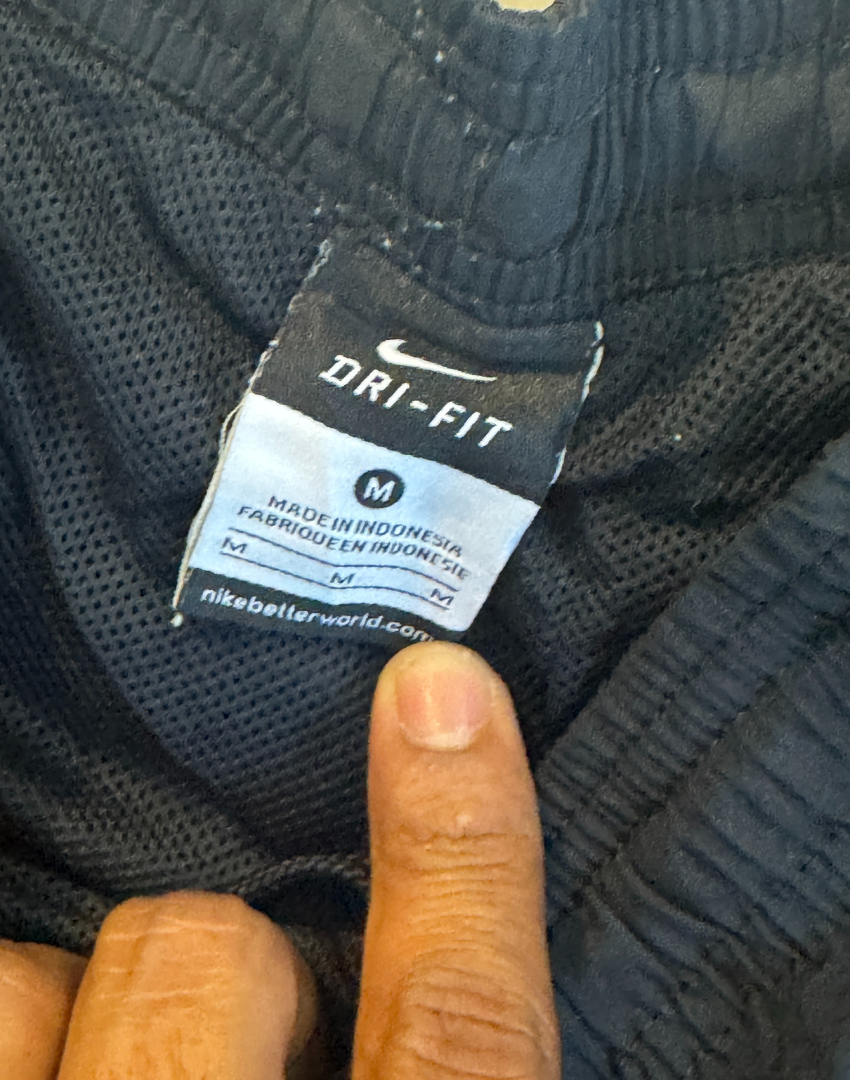 DRI-FIT
M
MADE IN INDONESIA
FABRIQUE EN INDONESIE
M M M
nikebetterworld.com